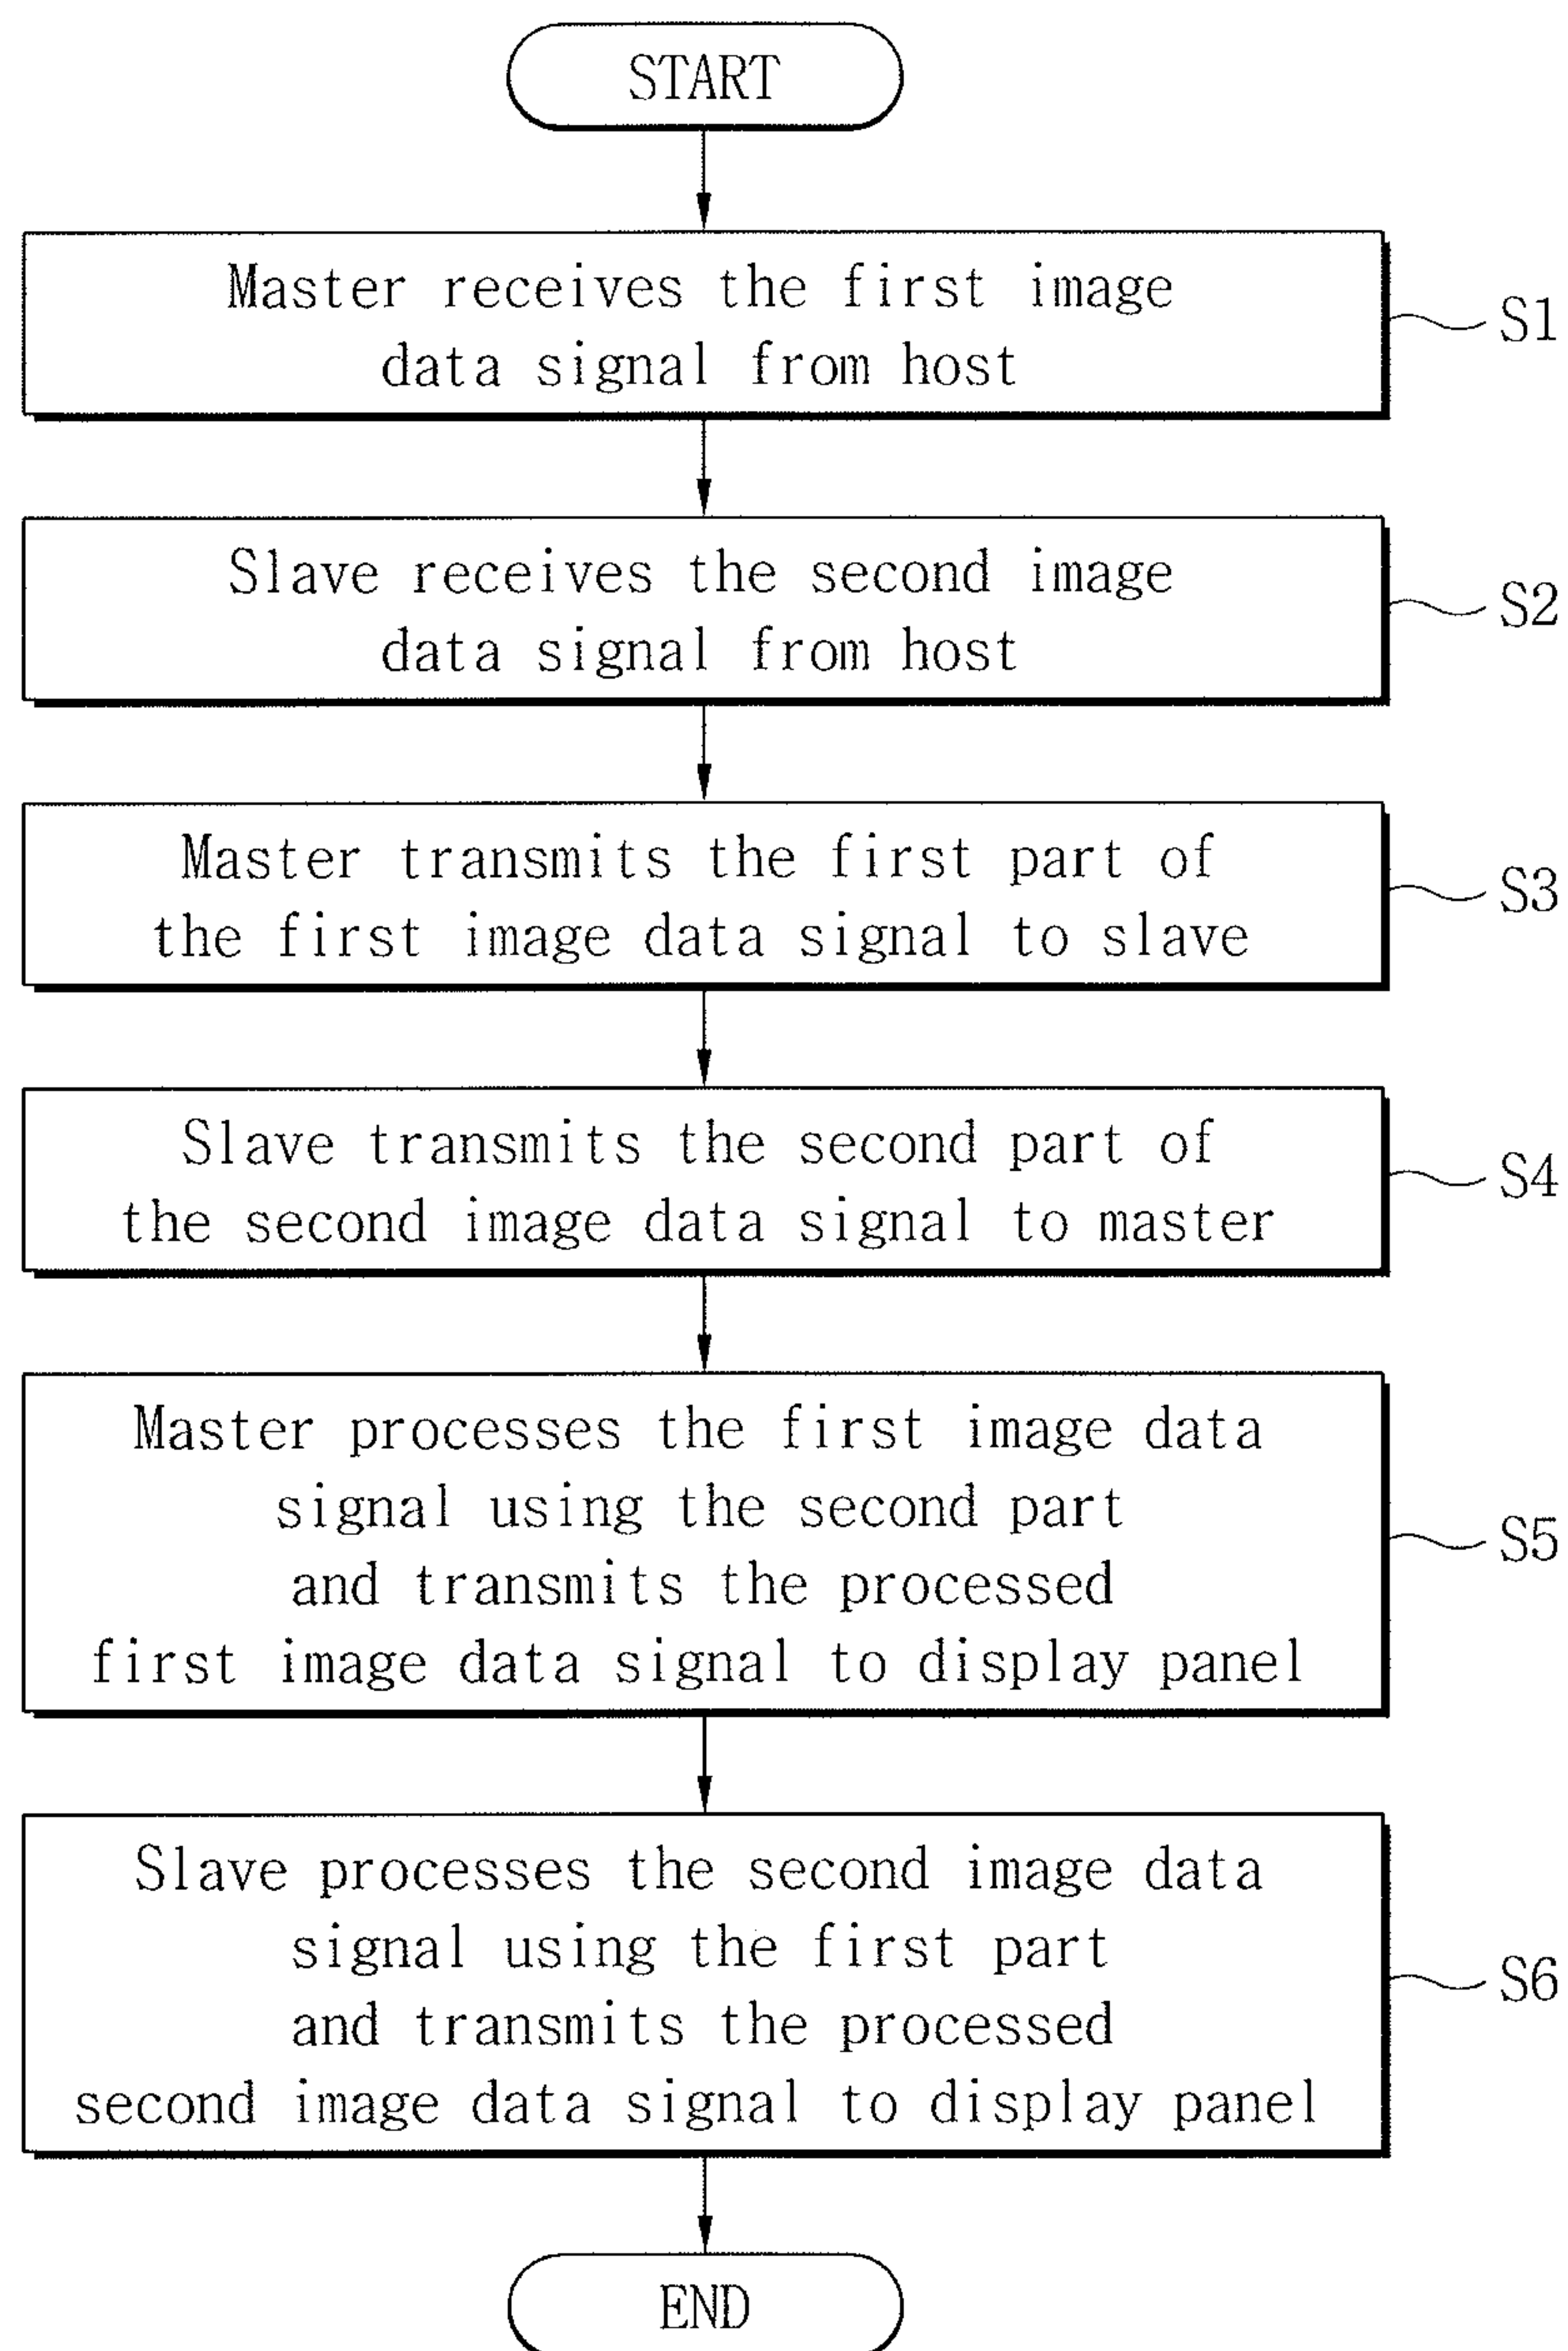 START
Master receives the first image
data signal from host
S1
Slave receives the second image
data signal from host
S2
Master transmits the first part of
the first image data signal to slave
S3
Slave transmits the second part of
the second image data signal to master
S4
Master processes the first image data
signal using the second part
and transmits the processed
first image data signal to display panel
S5
Slave processes the second image data
signal using the first part
and transmits the processed
second image data signal to display panel
S6
END